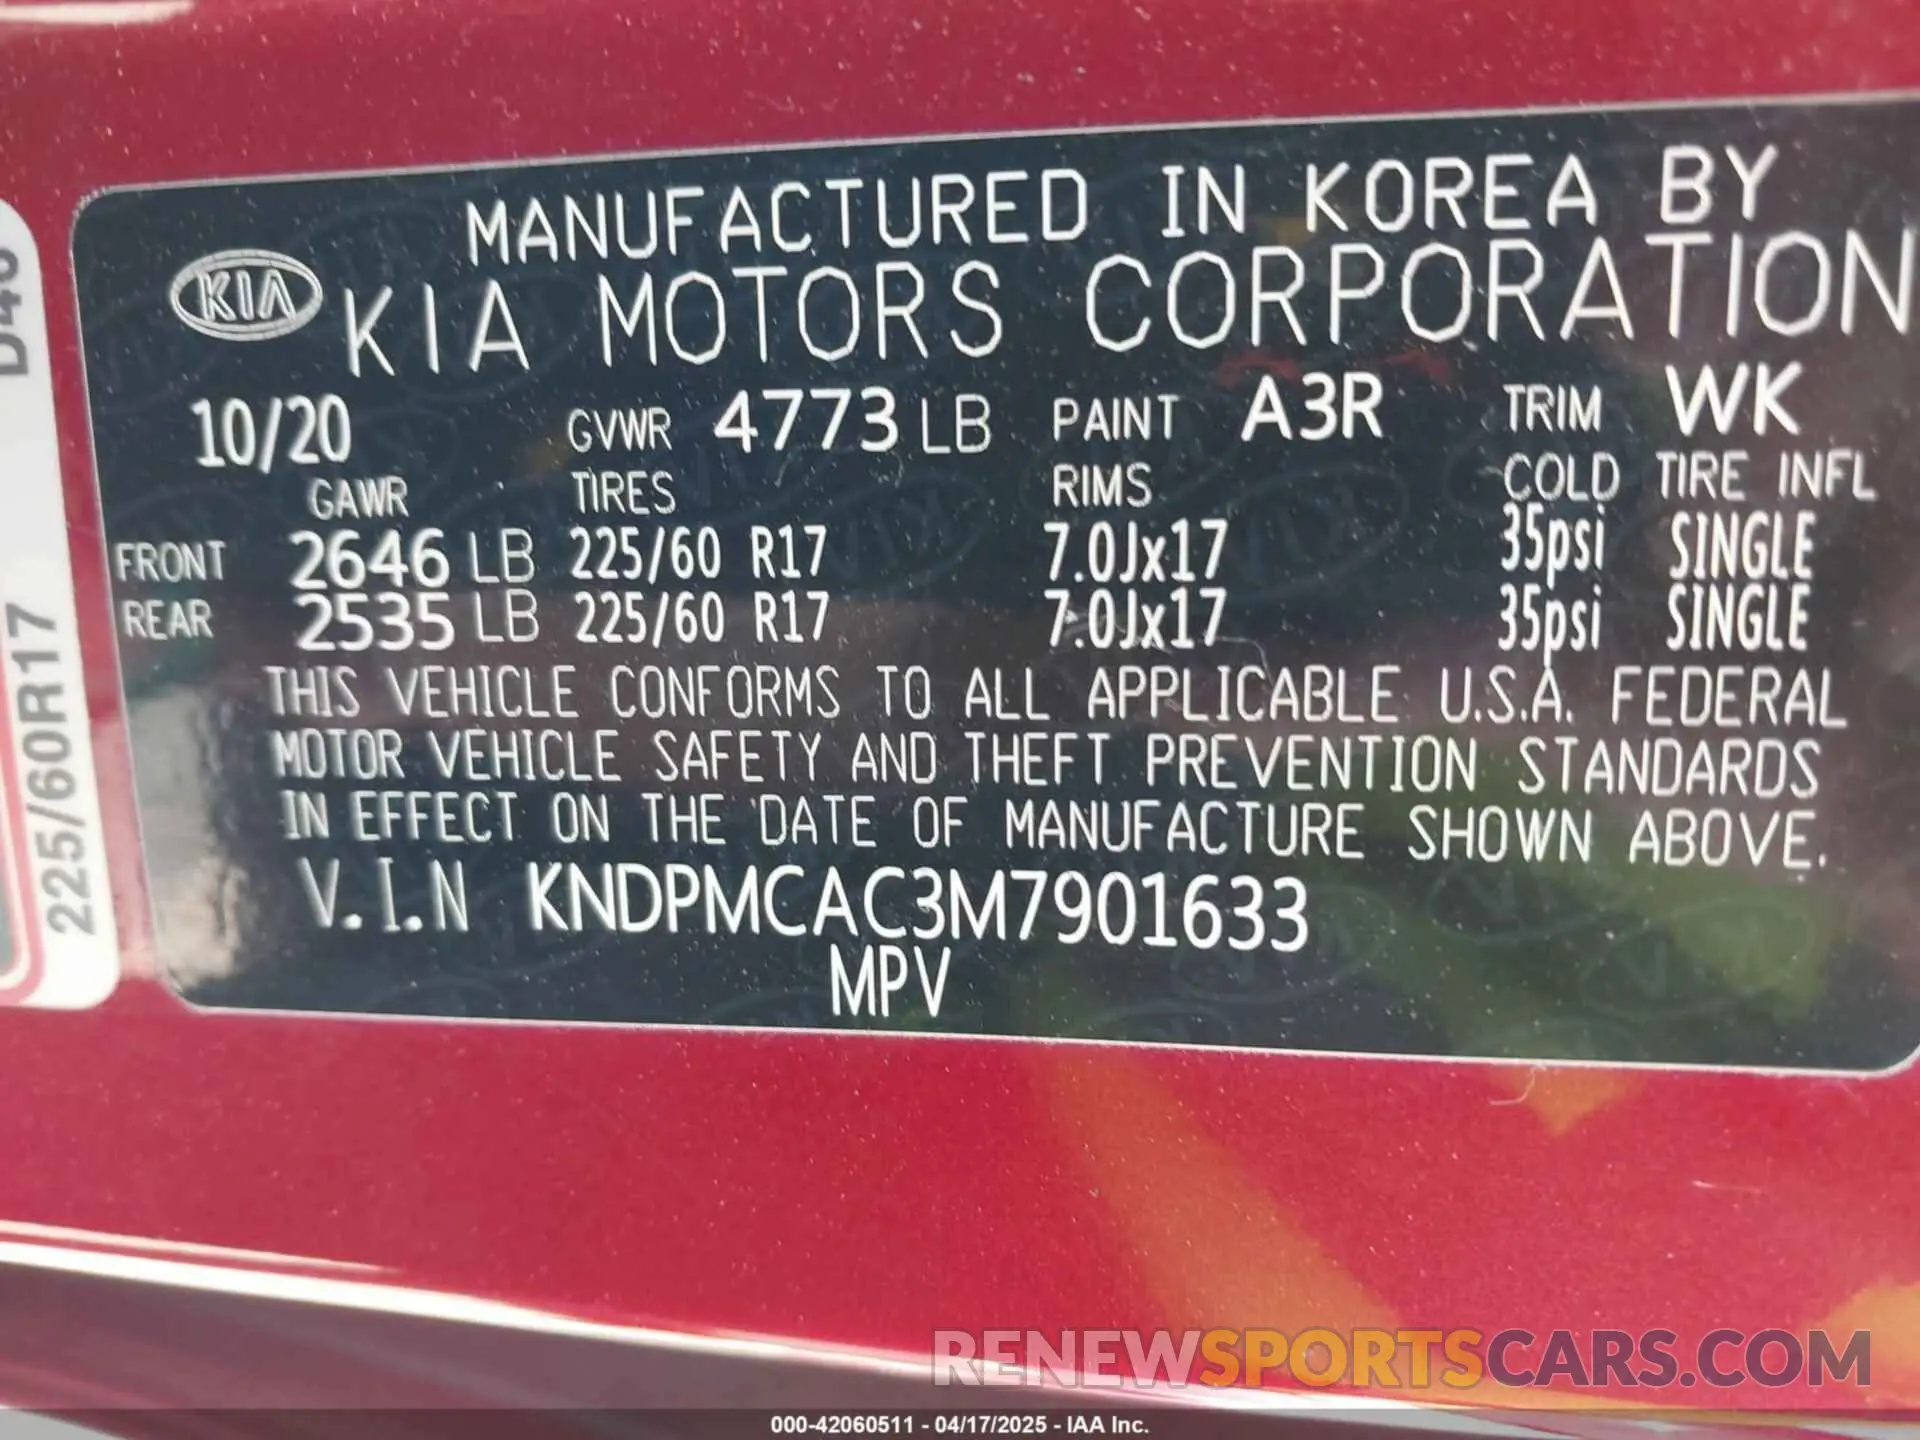 MANUFACTURED IN KOREA BY
KIA KIA MOTORS CORPORATION
10/20 GVWR 4773 LB PAINT A3R TRIM WK
GAWR TIRES RIMS COLD TIRE INFL
FRONT 2646 LB 225/60 R17 7.0Jx17 35psi SINGLE
REAR 2535 LB 225/60 R17 7.0Jx17 35psi SINGLE
THIS VEHICLE CONFORMS TO ALL APPLICABLE U.S.A. FEDERAL
MOTOR VEHICLE SAFETY AND THEFT PREVENTION STANDARDS
IN EFFECT ON THE DATE OF MANUFACTURE SHOWN ABOVE.
V.I.N KNDPMCAC3M7901633
MPV
225/60R17
RENEWSPORTSCARS.COM
000-42060511 - 04/17/2025 - IAA Inc.